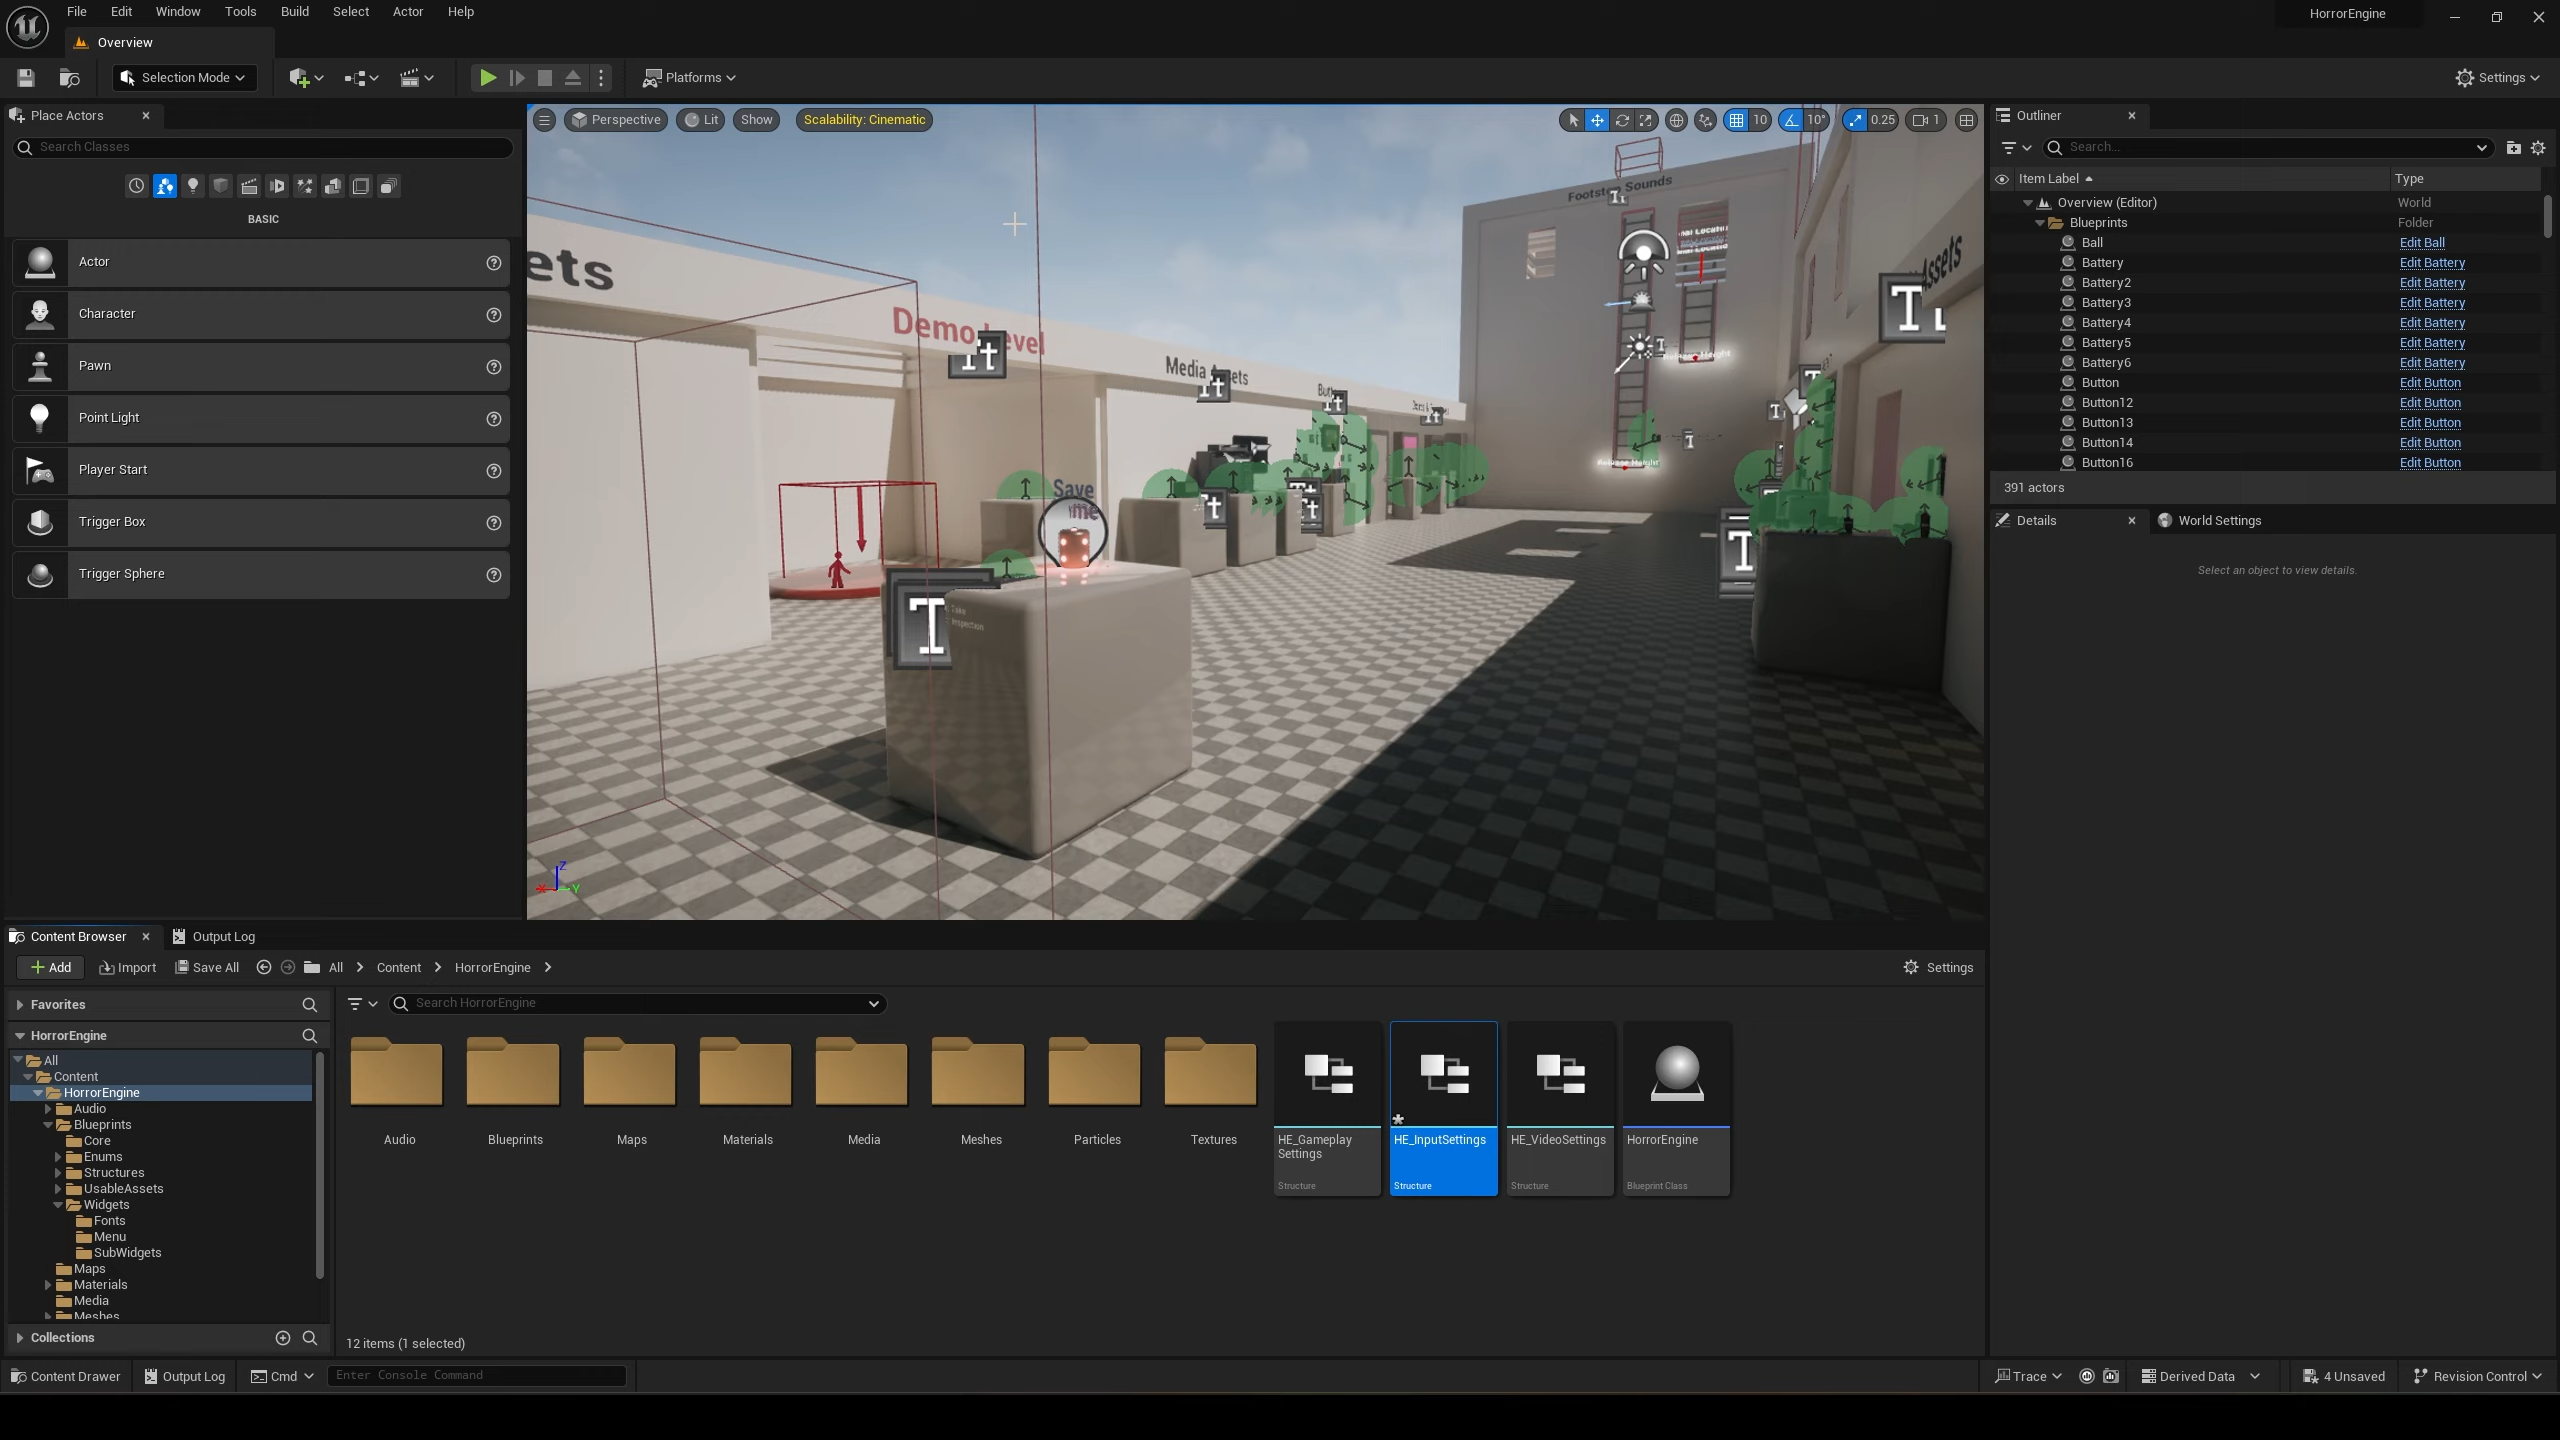 File Edit Window Tools Build Select Actor Help
HorrorEngine
Overview
Selection Mode
Platforms
Settings
Place Actors
Search Classes
BASIC
Actor
Character
Pawn
Point Light
Player Start
Trigger Box
Trigger Sphere
Perspective Lit Show Scalability: Cinematic
10 10° 0.25 1
Footstep Sounds
ets
Demo Level
Media Assets
Assets
Save
me
Release Height
Release Height
Outliner
Search...
Item Label Type
Overview (Editor) World
Blueprints Folder
Ball Edit Ball
Battery Edit Battery
Battery2 Edit Battery
Battery3 Edit Battery
Battery4 Edit Battery
Battery5 Edit Battery
Battery6 Edit Battery
Button Edit Button
Button12 Edit Button
Button13 Edit Button
Button14 Edit Button
Button16 Edit Button
391 actors
Details World Settings
Select an object to view details.
Content Browser Output Log
Add Import Save All All Content HorrorEngine
Settings
Favorites
HorrorEngine
All
Content
HorrorEngine
Audio
Blueprints
Core
Enums
Structures
UsableAssets
Widgets
Fonts
Menu
SubWidgets
Maps
Materials
Media
Meshes
Collections
Search HorrorEngine
Audio Blueprints Maps Materials Media Meshes Particles Textures
HE_Gameplay
Settings
Structure
HE_InputSettings
Structure
HE_VideoSettings
Structure
HorrorEngine
Blueprint Class
12 items (1 selected)
Content Drawer Output Log Cmd Enter Console Command
Trace Derived Data 4 Unsaved Revision Control